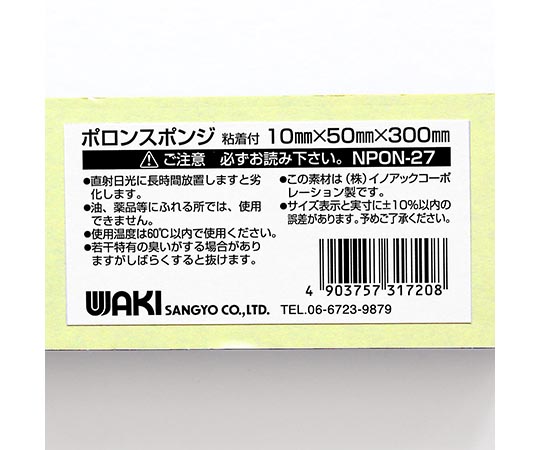 ポロンスポンジ 粘着付 10mm×50mm×300mm
⚠ ご注意 必ずお読み下さい。 NPON-27
●直射日光に長時間放置しますと劣
化します。
●油、薬品等にふれる所では、使用
できません。
●使用温度は60℃以内で使用ください。
●若干特有の臭いがする場合があり
ますがしばらくすると抜けます。
●この素材は(株)イノアックコーポ
レーション製です。
●サイズ表示と実寸に±10%以内の
誤差があります。予めご了承ください。
4 903757 317208
WAKI SANGYO CO.,LTD. TEL.06-6723-9879